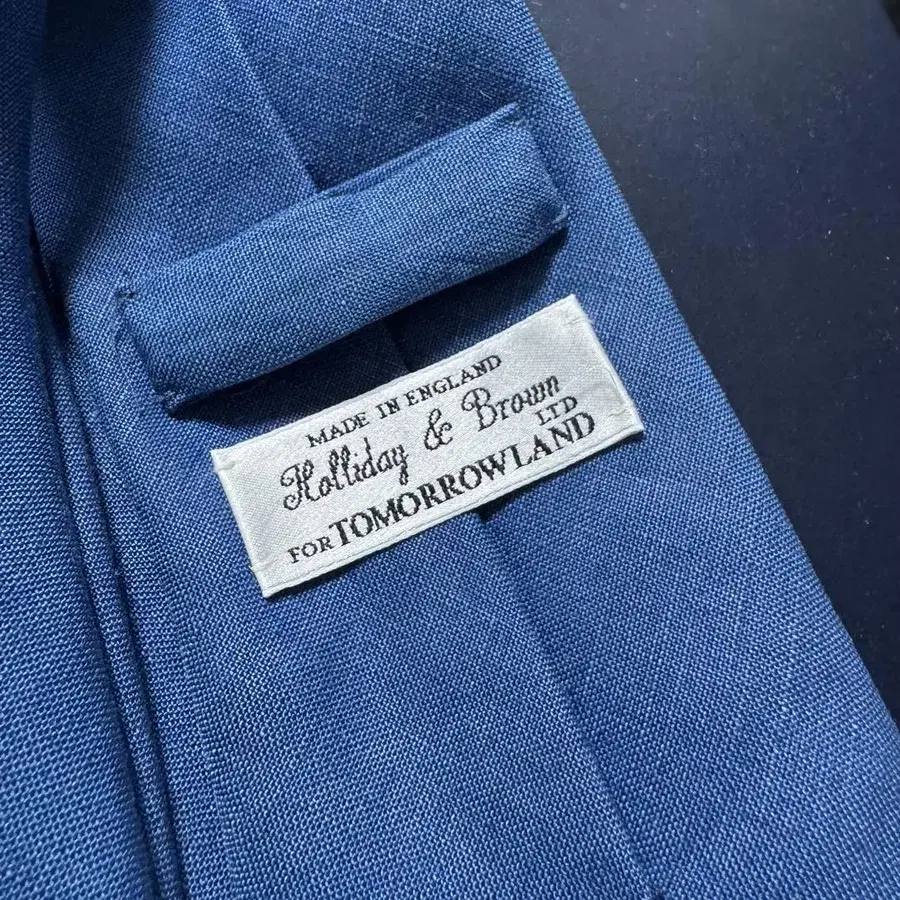 MADE IN ENGLAND
Holliday & Brown
LTD
FOR TOMORROWLAND